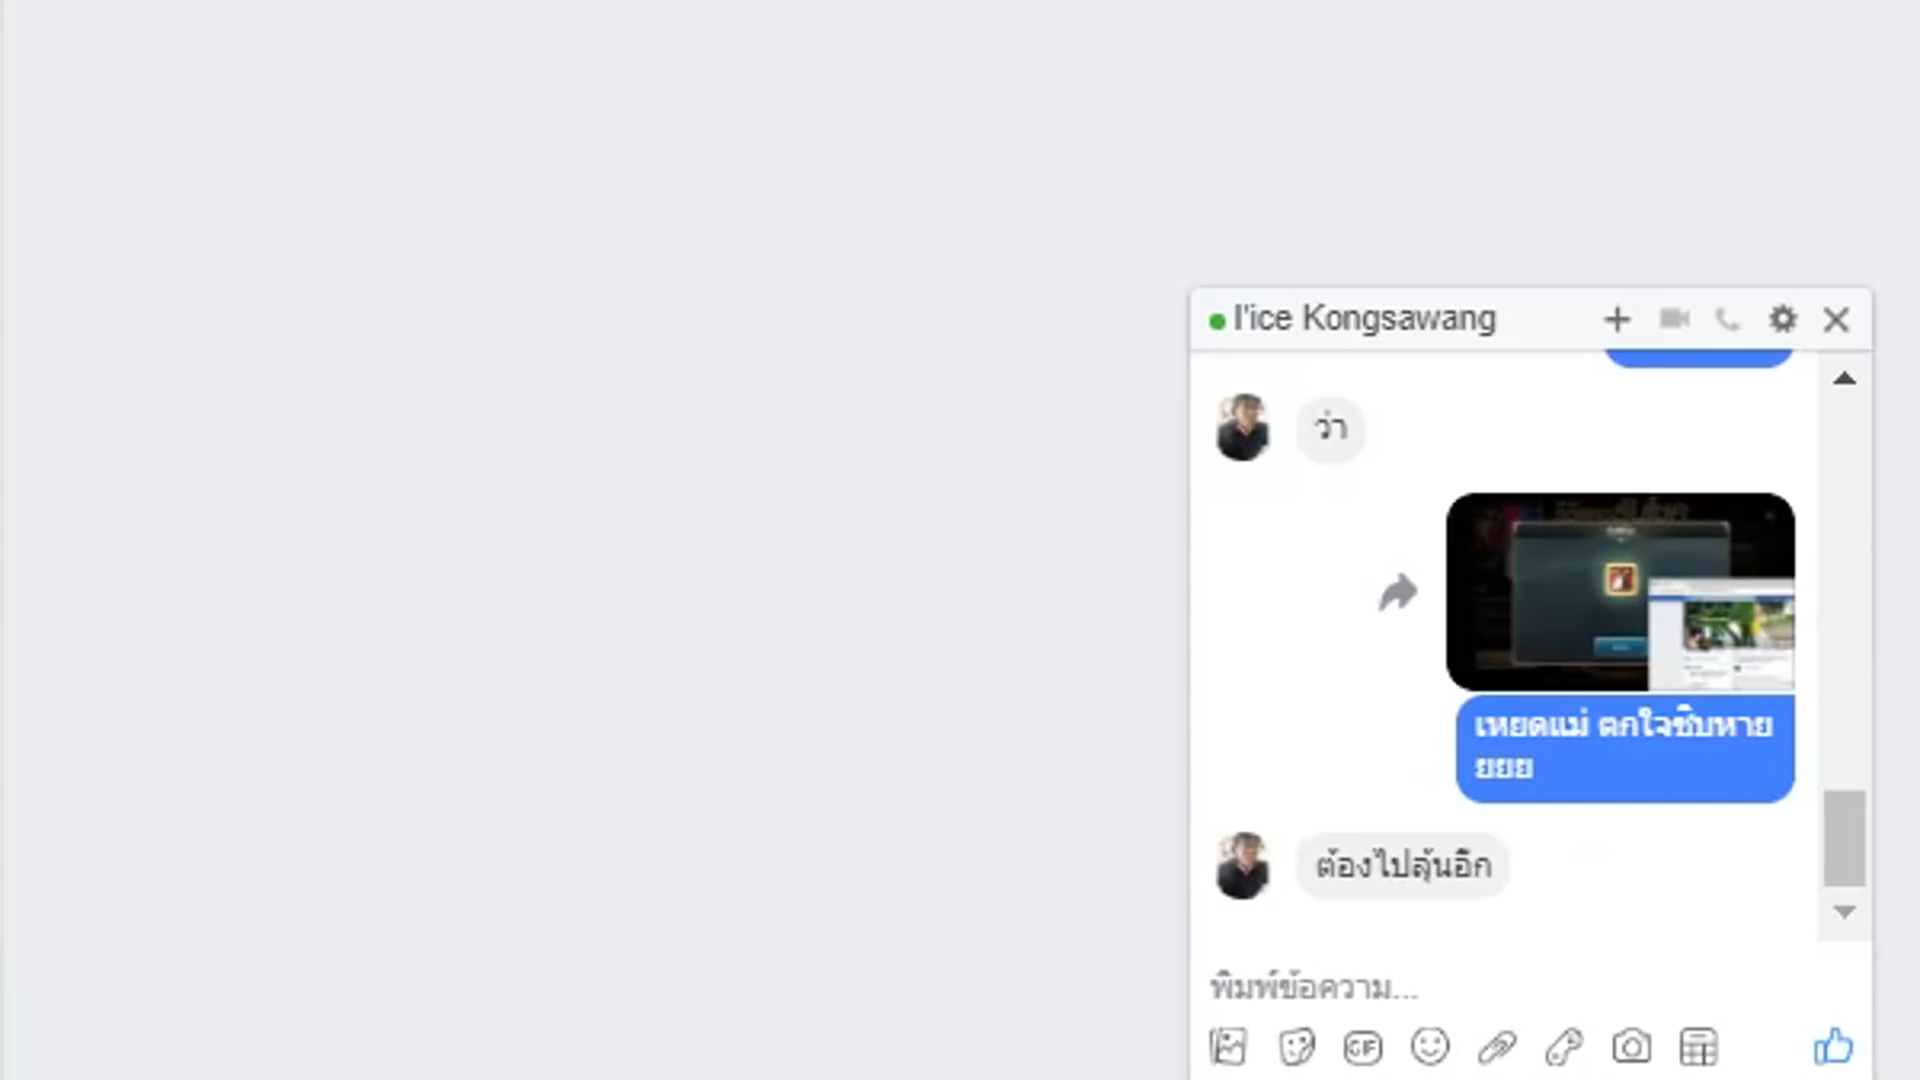 l'ice Kongsawang
ว่า
เหยดแม่ ตกใจชิบหาย
ยยย
ต้องไปลุ้นอีก
พิมพ์ข้อความ...
GIF